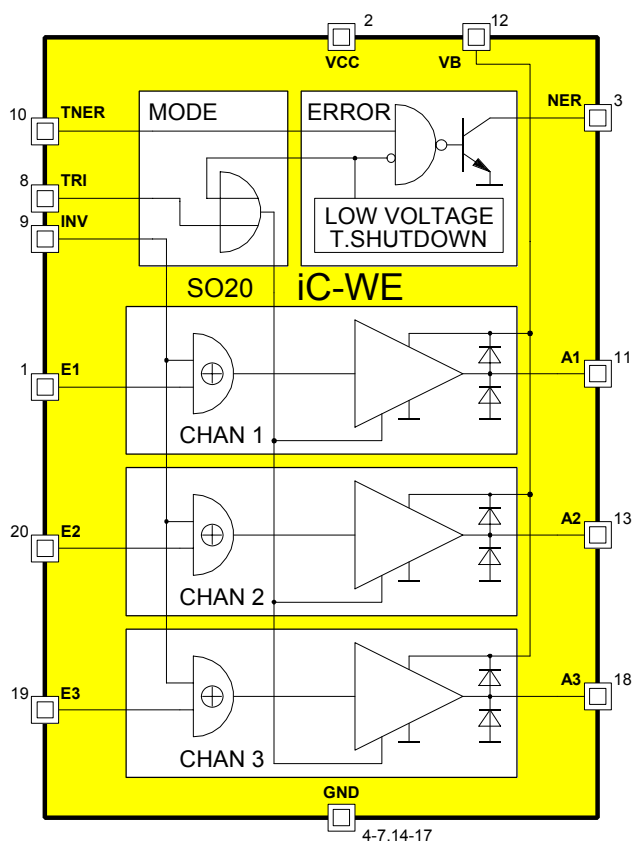 2
12
VCC
VB
10
TNER
MODE
ERROR
NER
3
8
TRI
9
INV
LOW VOLTAGE
T.SHUTDOWN
SO20
iC-WE
1
E1
A1
11
CHAN 1
20
E2
A2
13
CHAN 2
19
E3
A3
18
CHAN 3
GND
4-7,14-17